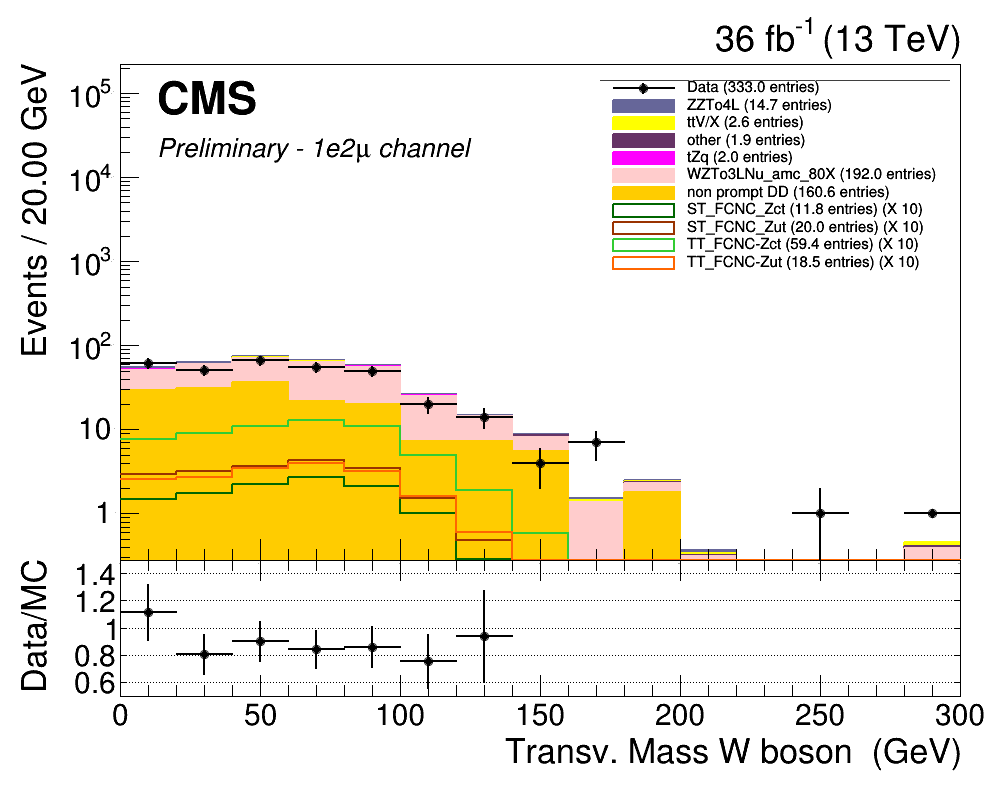 36 fb-1 (13 TeV)
CMS
Preliminary - 1e2μ channel
Data (333.0 entries)
ZZTo4L (14.7 entries)
ttV/X (2.6 entries)
other (1.9 entries)
tZq (2.0 entries)
WZTo3LNu_amc_80X (192.0 entries)
non prompt DD (160.6 entries)
ST_FCNC_Zct (11.8 entries) (X 10)
ST_FCNC_Zut (20.0 entries) (X 10)
TT_FCNC-Zct (59.4 entries) (X 10)
TT_FCNC-Zut (18.5 entries) (X 10)
Events / 20.00 GeV
10^5
10^4
10^3
10^2
10
1
Data/MC
1.4
1.2
1
0.8
0.6
0 50 100 150 200 250 300
Transv. Mass W boson (GeV)